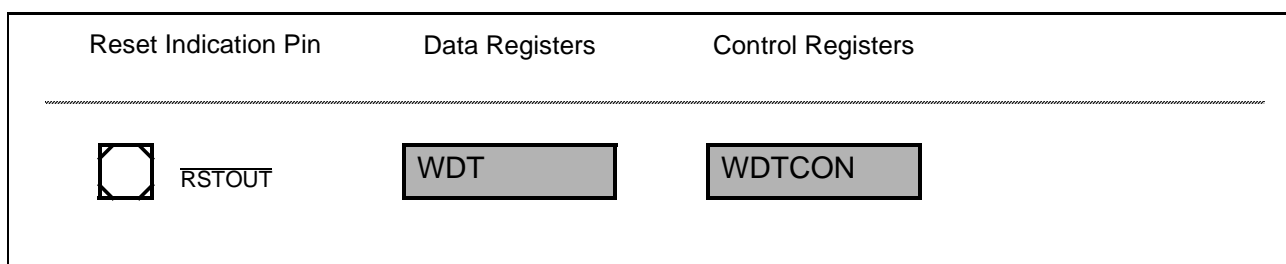 Reset Indication Pin Data Registers Control Registers
RSTOUT WDT WDTCON